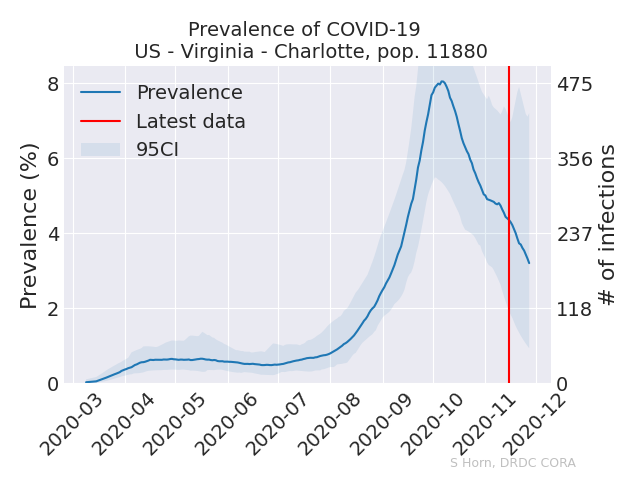 Prevalence of COVID-19
US - Virginia - Charlotte, pop. 11880
Prevalence
Latest data
95CI
Prevalence (%)
8
6
4
2
0
475
356
237
118
0
# of infections
2020-03
2020-04
2020-05
2020-06
2020-07
2020-08
2020-09
2020-10
2020-11
2020-12
S Horn, DRDC CORA